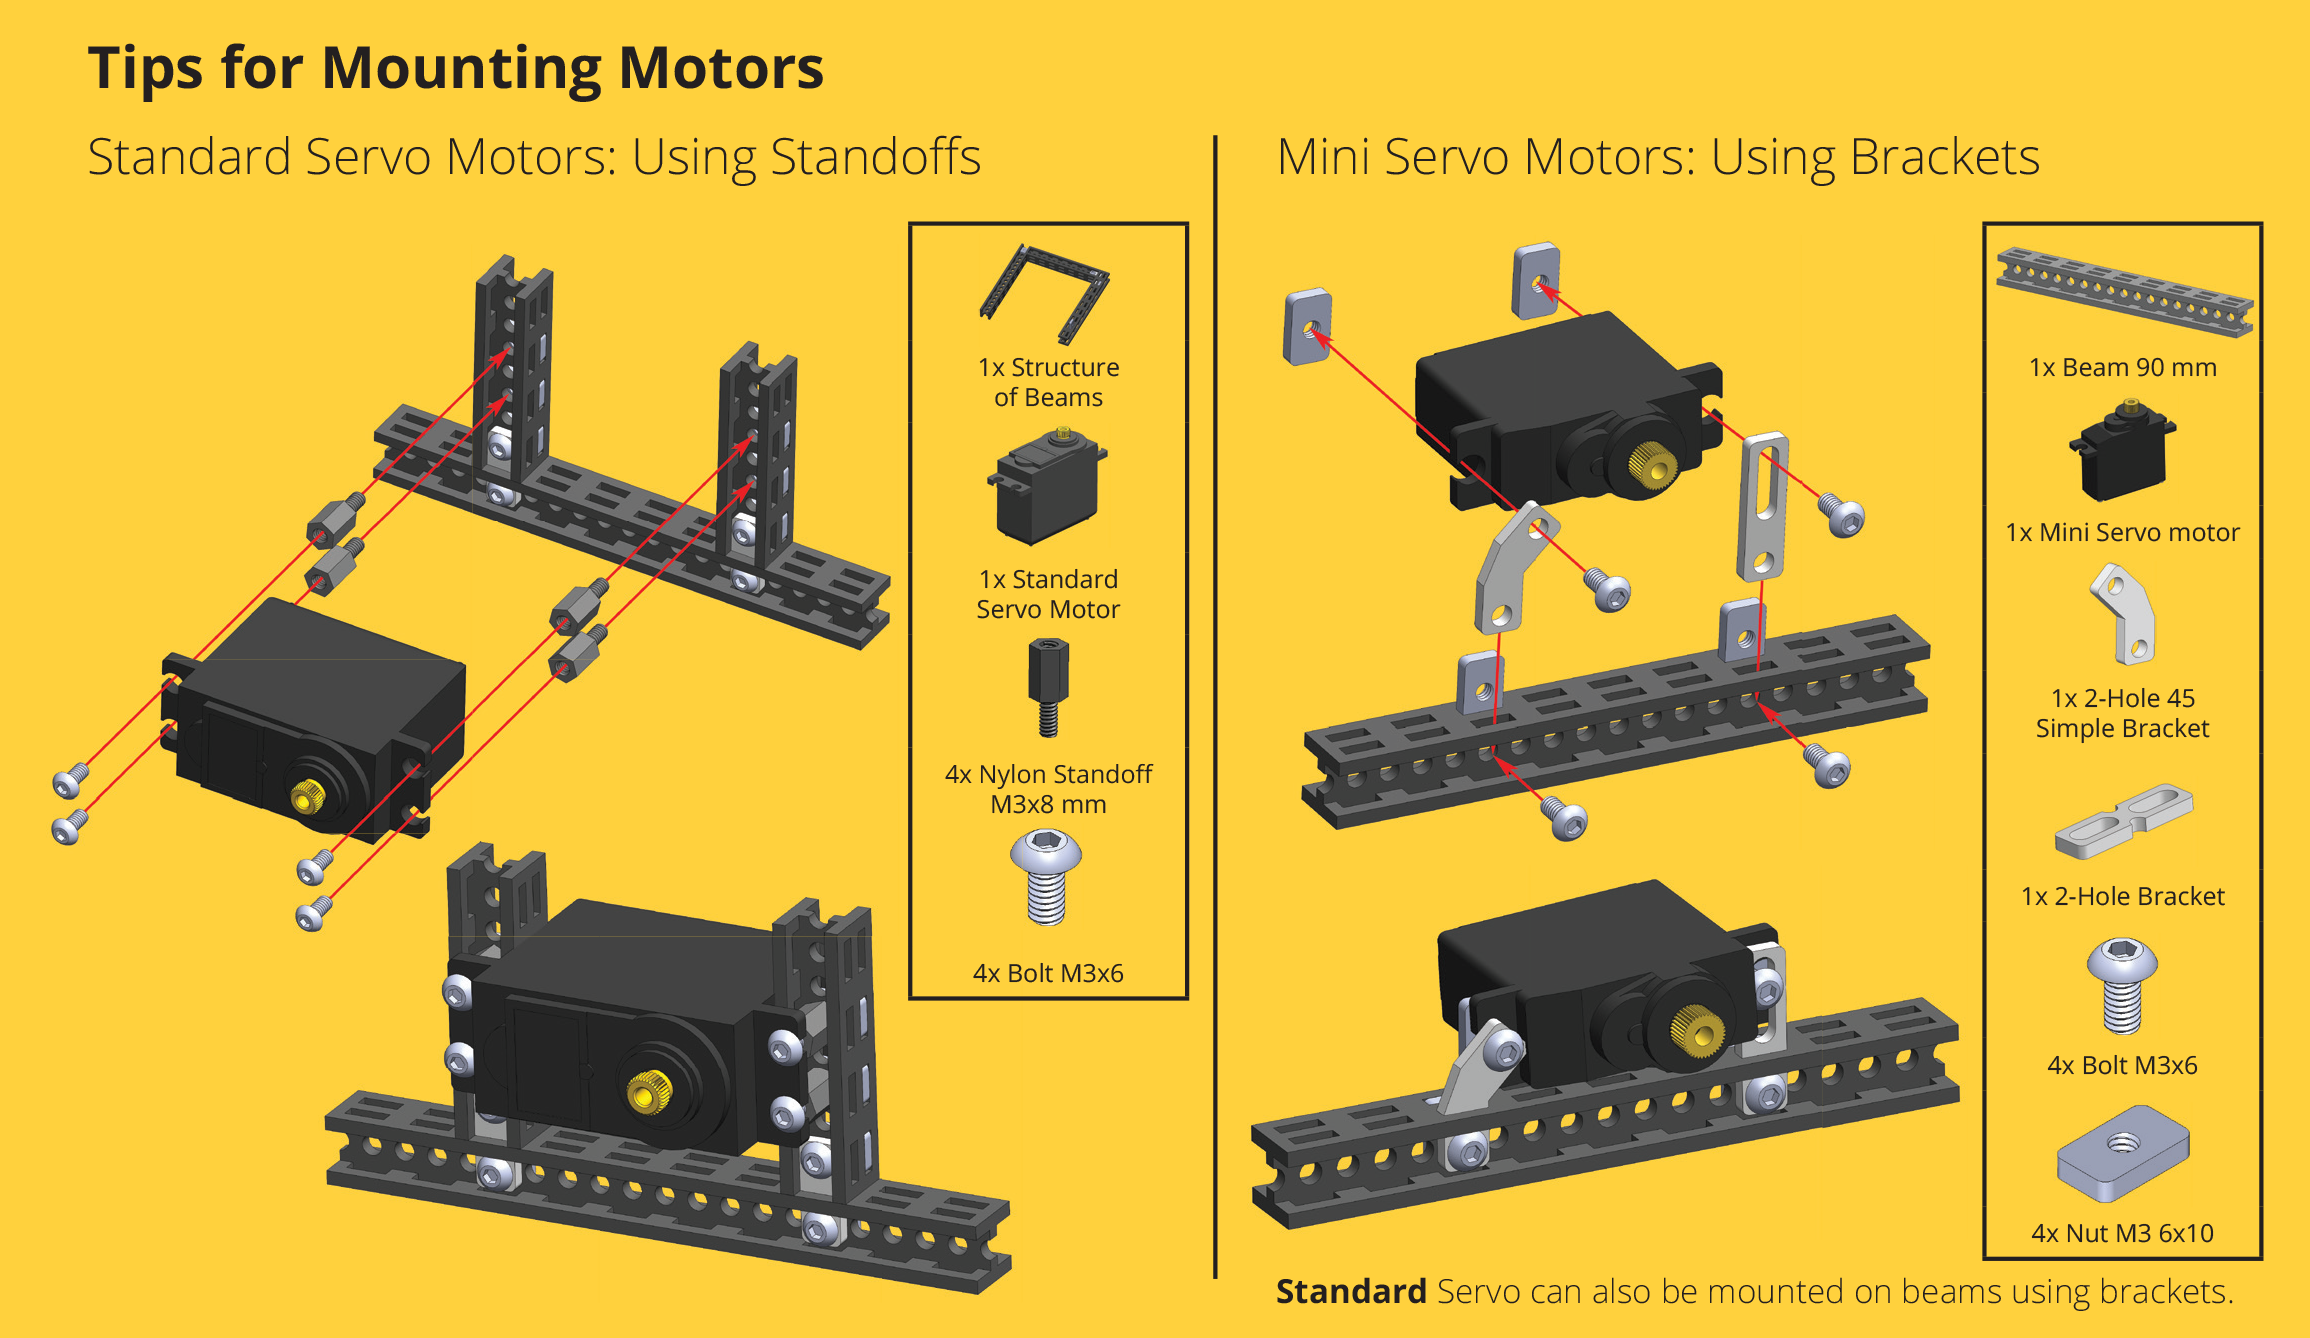 Tips for Mounting Motors
Standard Servo Motors: Using Standoffs
1x Structure
of Beams
1x Standard
Servo Motor
4x Nylon Standoff
M3x8 mm
4x Bolt M3x6
Mini Servo Motors: Using Brackets
1x Beam 90 mm
1x Mini Servo motor
1x 2-Hole 45
Simple Bracket
1x 2-Hole Bracket
4x Bolt M3x6
4x Nut M3 6x10
Standard Servo can also be mounted on beams using brackets.